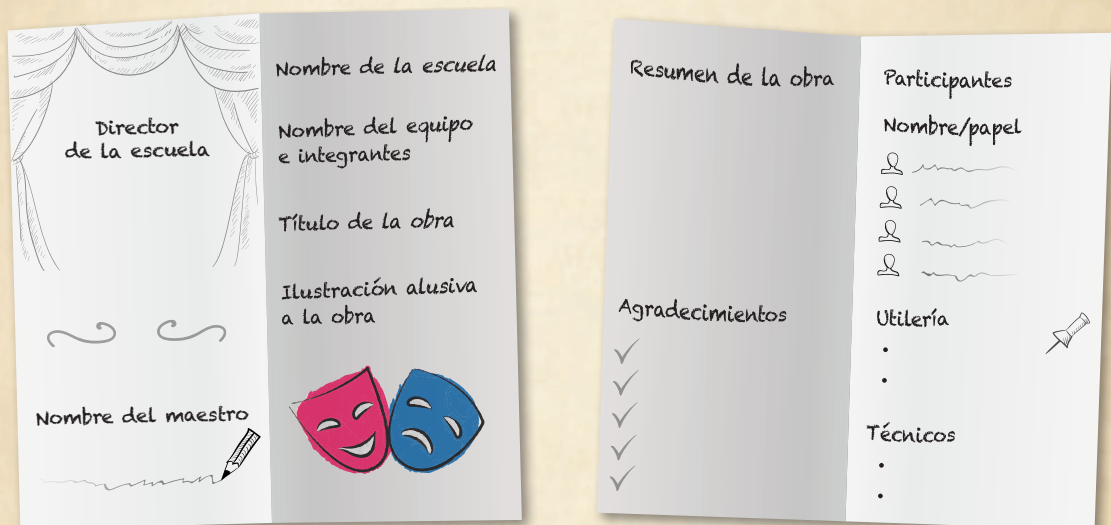 Director
de la escuela
Nombre del maestro
Nombre de la escuela
Nombre del equipo
e integrantes
Título de la obra
Ilustración alusiva
a la obra
Resumen de la obra
Agradecimientos
Participantes
Nombre/papel
Utilería
Técnicos